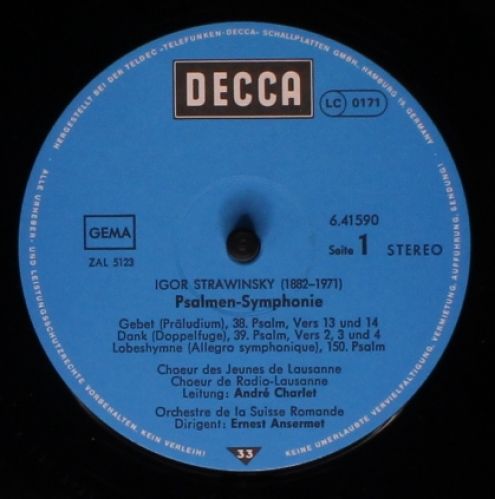 HERGESTELLT BEI DEN TELDEC »TELEFUNKEN-DECCA« SCHALLPLATTEN GMBH, HAMBURG 19 GERMANY
DECCA
LC 0171
GEMA
ZAL 5123
6.41590
Seite 1 STEREO
IGOR STRAWINSKY (1882–1971)
Psalmen-Symphonie
Gebet (Präludium), 38. Psalm, Vers 13 und 14
Dank (Doppelfuge), 39. Psalm, Vers 2, 3 und 4
Lobeshymne (Allegro symphonique), 150. Psalm
Choeur des Jeunes de Lausanne
Choeur de Radio-Lausanne
Leitung: André Charlet
Orchestre de la Suisse Romande
Dirigent: Ernest Ansermet
ALLE URHEBER- UND LEISTUNGSSCHUTZRECHTE VORBEHALTEN. KEIN VERLEIH!
33
KEINE UNERLAUBTE VERVIELFÄLTIGUNG, VERMIETUNG, AUFFÜHRUNG, SENDUNG!